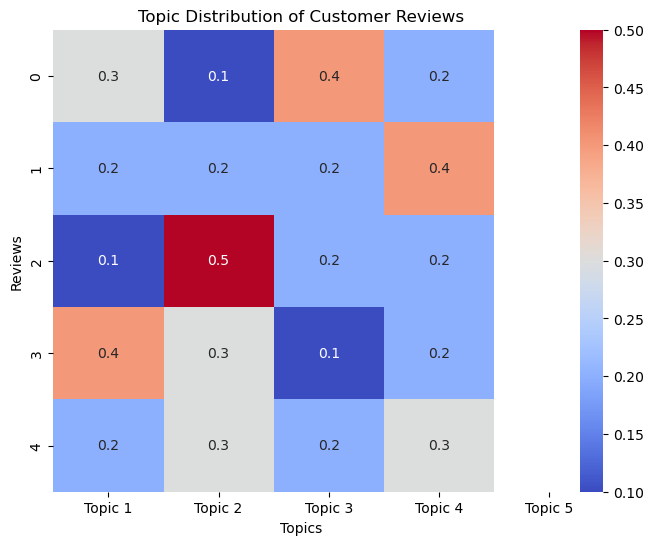 Topic Distribution of Customer Reviews
0 0.3 0.1 0.4 0.2
1 0.2 0.2 0.2 0.4
2 0.1 0.5 0.2 0.2
3 0.4 0.3 0.1 0.2
4 0.2 0.3 0.2 0.3
Reviews
Topic 1 Topic 2 Topic 3 Topic 4 Topic 5
Topics
0.50
0.45
0.40
0.35
0.30
0.25
0.20
0.15
0.10